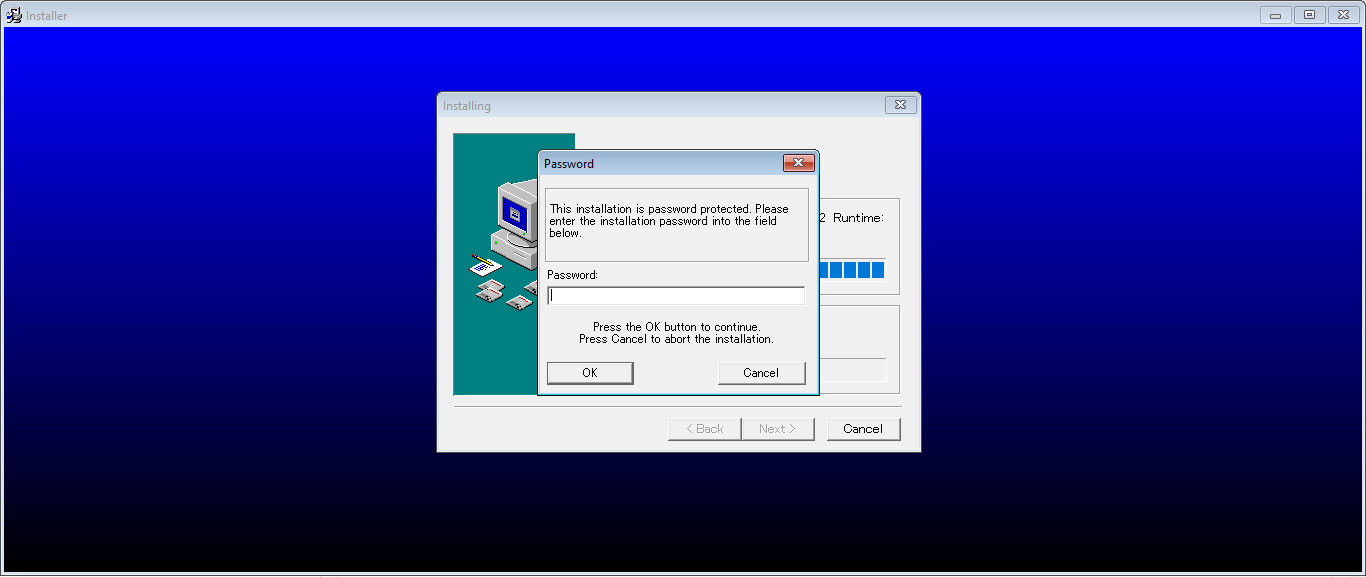 Installer
Installing
Password
This installation is password protected. Please
enter the installation password into the field
below.
2 Runtime:
Password:
Press the OK button to continue.
Press Cancel to abort the installation.
OK
Cancel
< Back
Next >
Cancel